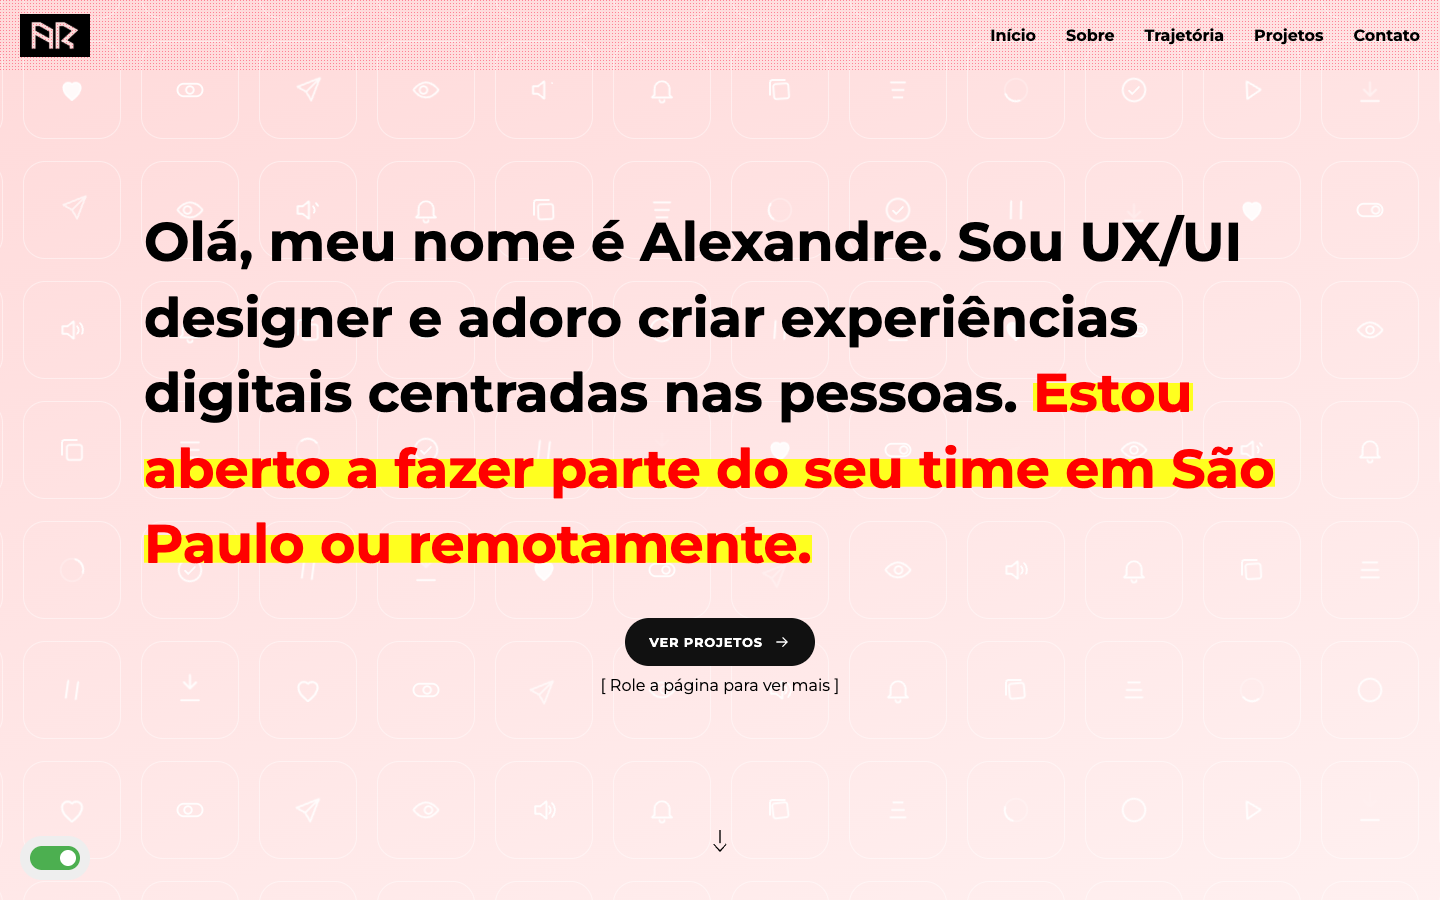 AR
Início
Sobre
Trajetória
Projetos
Contato
Olá, meu nome é Alexandre. Sou UX/UI
designer e adoro criar experiências
digitais centradas nas pessoas. Estou
aberto a fazer parte do seu time em São
Paulo ou remotamente.
VER PROJETOS
[ Role a página para ver mais ]